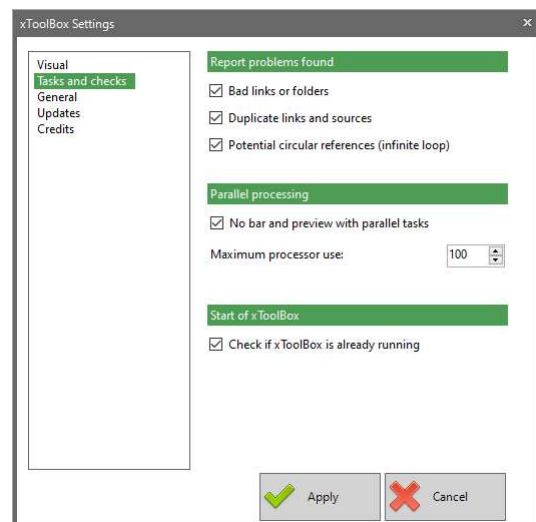 xToolBox Settings
Visual
Tasks and checks
General
Updates
Credits
Report problems found
Bad links or folders
Duplicate links and sources
Potential circular references (infinite loop)
Parallel processing
No bar and preview with parallel tasks
Maximum processor use: 100
Start of xToolBox
Check if xToolBox is already running
Apply Cancel